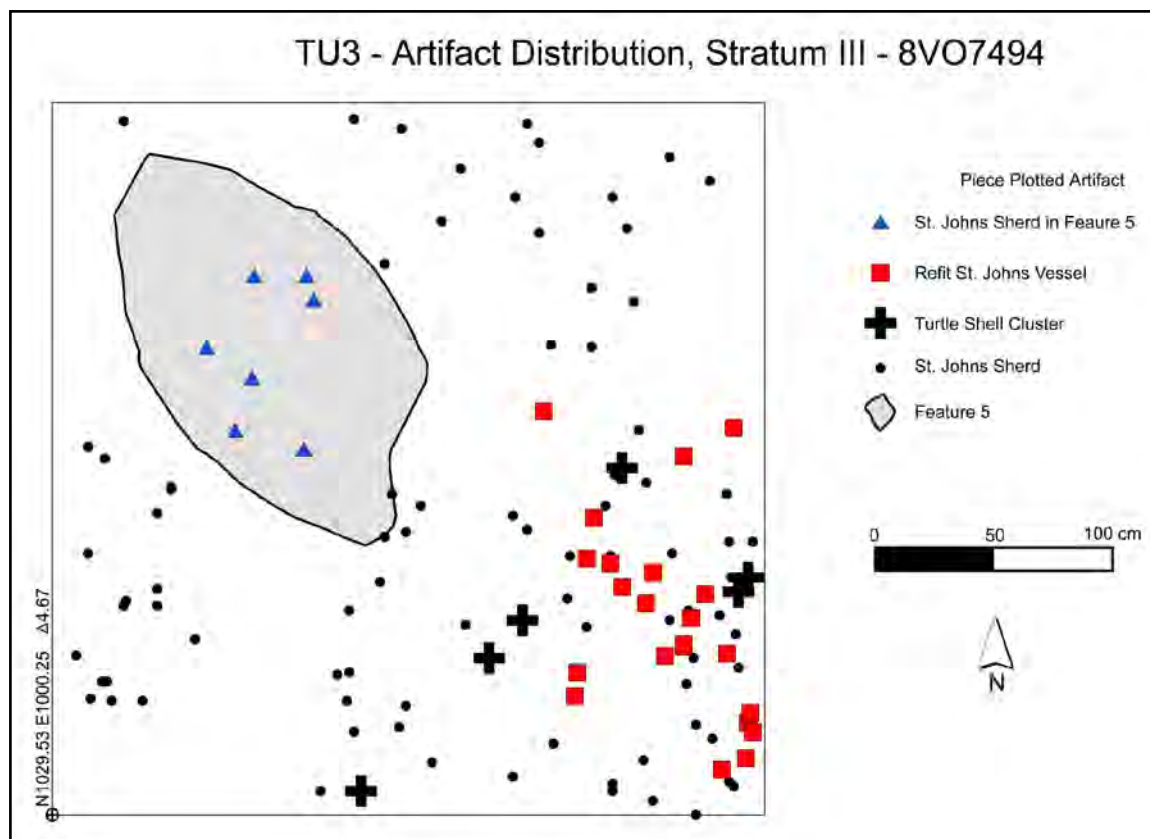 TU3 - Artifact Distribution, Stratum III - 8VO7494
Piece Plotted Artifact
St. Johns Sherd in Feaure 5
Refit St. Johns Vessel
Turtle Shell Cluster
St. Johns Sherd
Feature 5
0 50 100 cm
N
N1029.53 E1000.25 Δ4.67